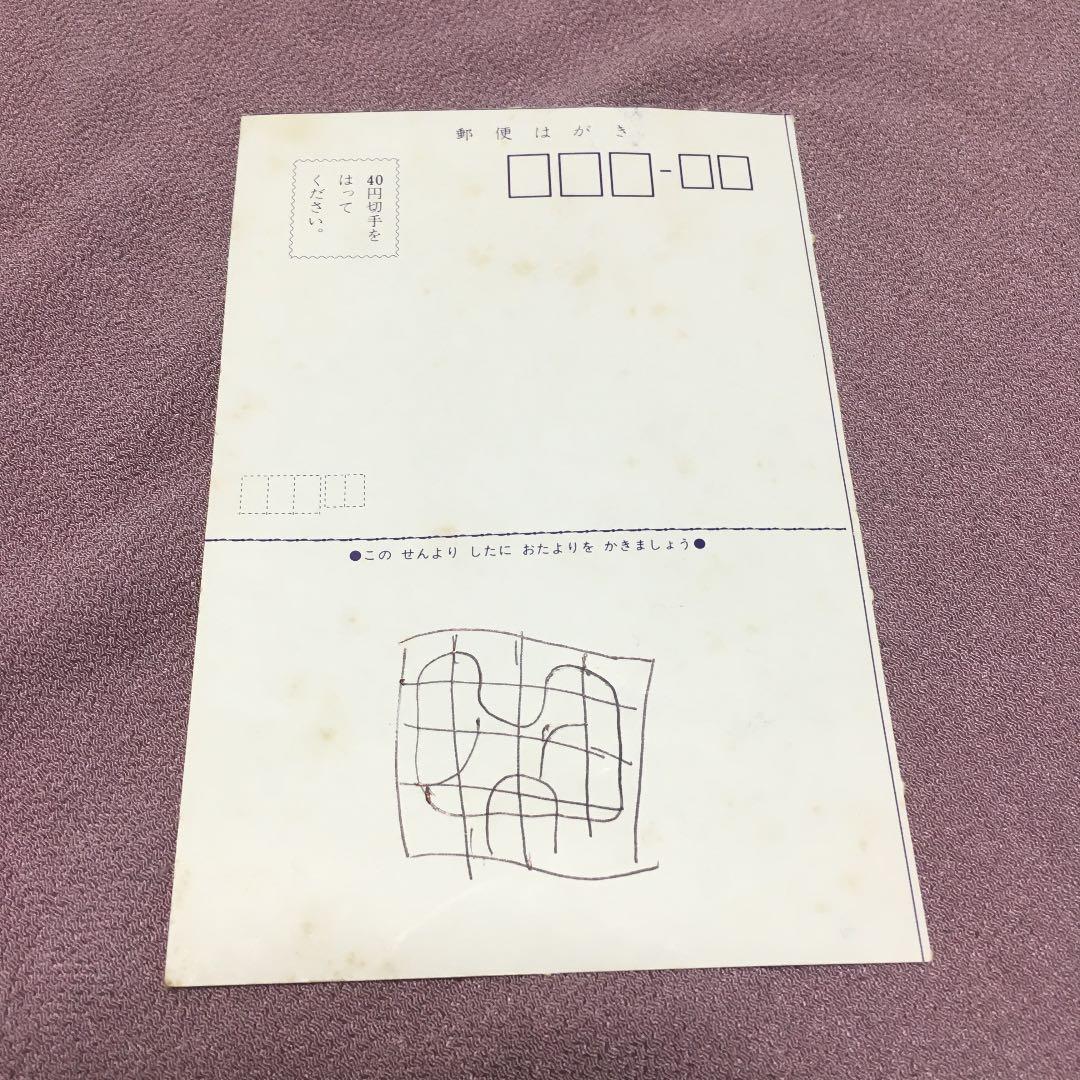 郵便はがき
40円切手を
はって
ください。
●この せんより したに おたよりを かきましょう●